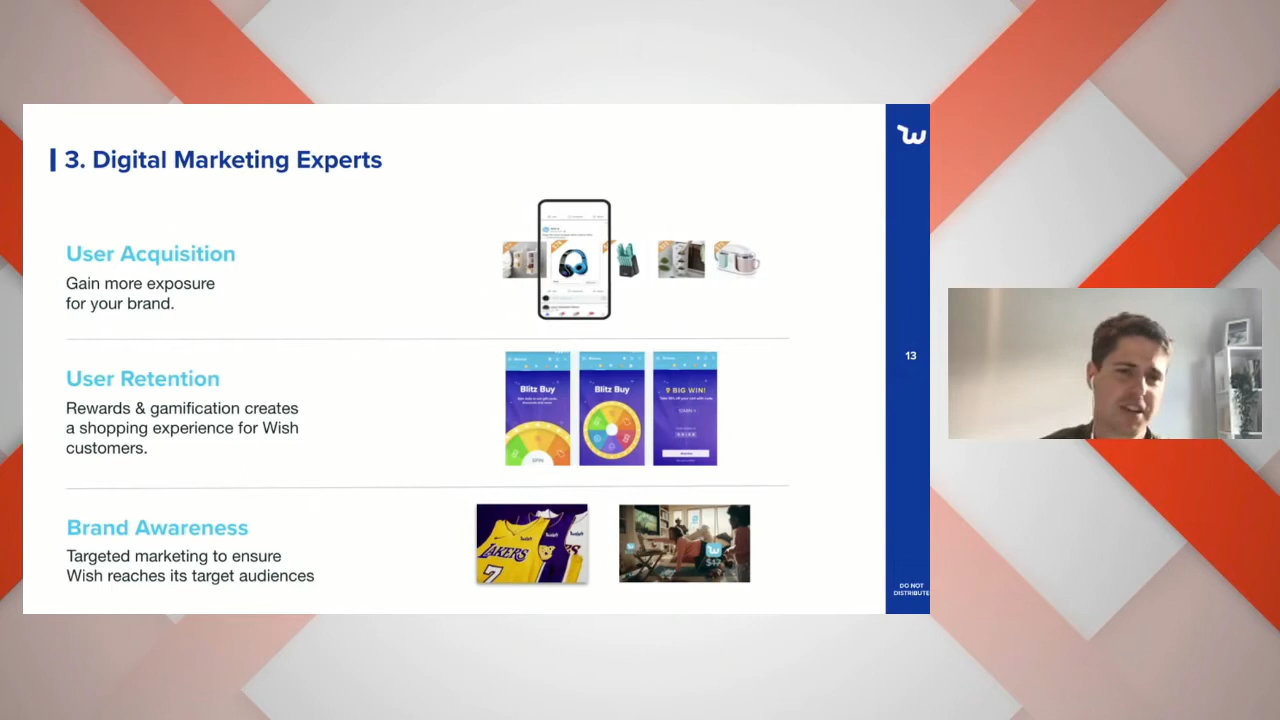 3. Digital Marketing Experts
User Acquisition
Gain more exposure
for your brand.
User Retention
Rewards & gamification creates
a shopping experience for Wish
customers.
Blitz Buy
SPIN
Blitz Buy
BIG WIN!
Brand Awareness
Targeted marketing to ensure
Wish reaches its target audiences
LAKERS
7
wish
w
13
DO NOT
DISTRIBUTE